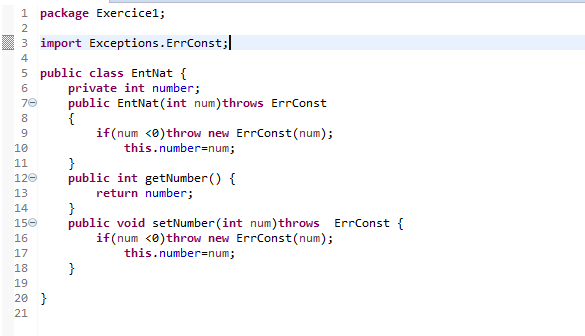 1 package Exercice1;
2
3 import Exceptions.ErrConst;
4
5 public class EntNat {
6 private int number;
7 public EntNat(int num)throws ErrConst
8 {
9 if(num <0)throw new ErrConst(num);
10 this.number=num;
11 }
12 public int getNumber() {
13 return number;
14 }
15 public void setNumber(int num)throws  ErrConst {
16 if(num <0)throw new ErrConst(num);
17 this.number=num;
18 }
19
20 }
21